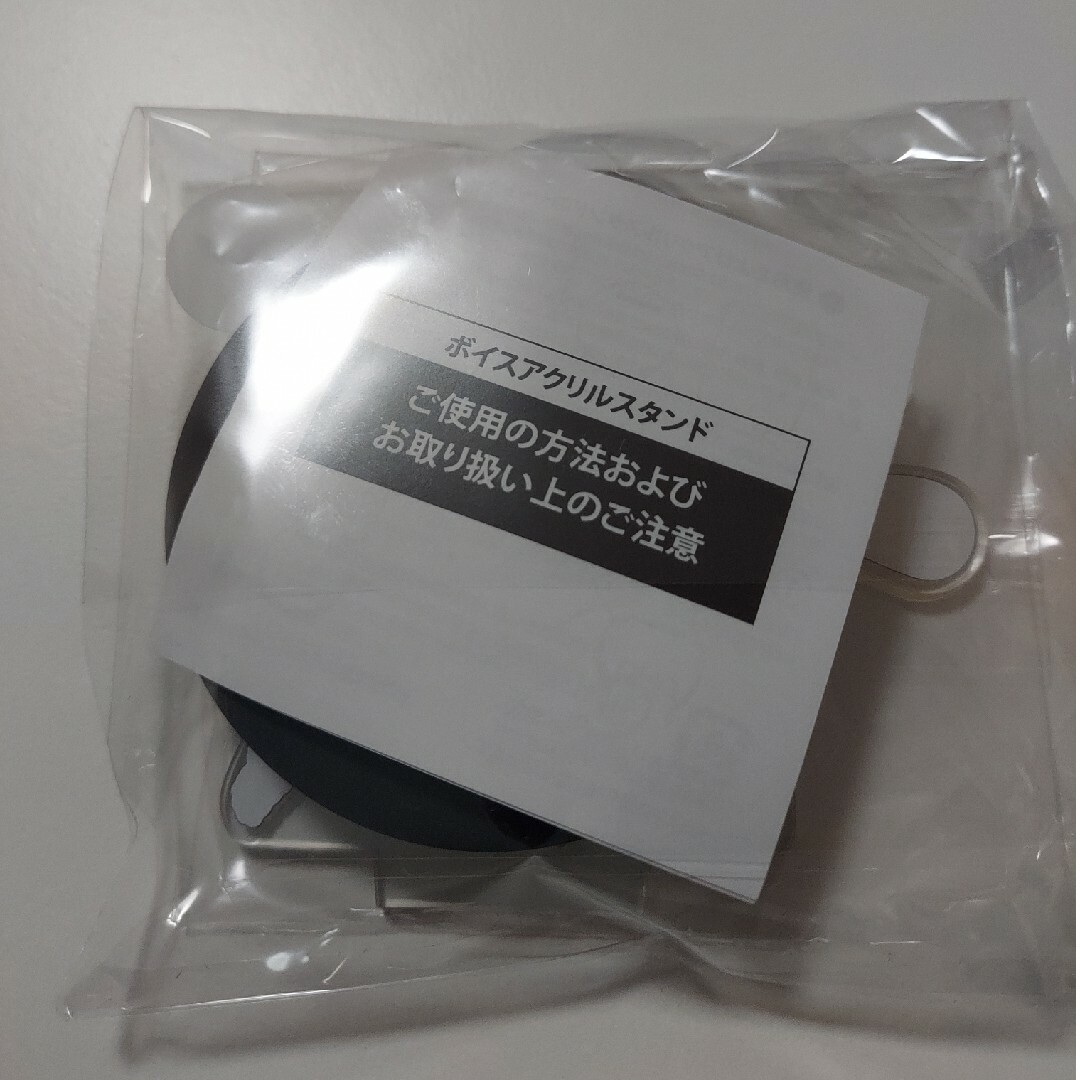 ボイスアクリルスタンド
ご使用の方法および
お取り扱い上のご注意